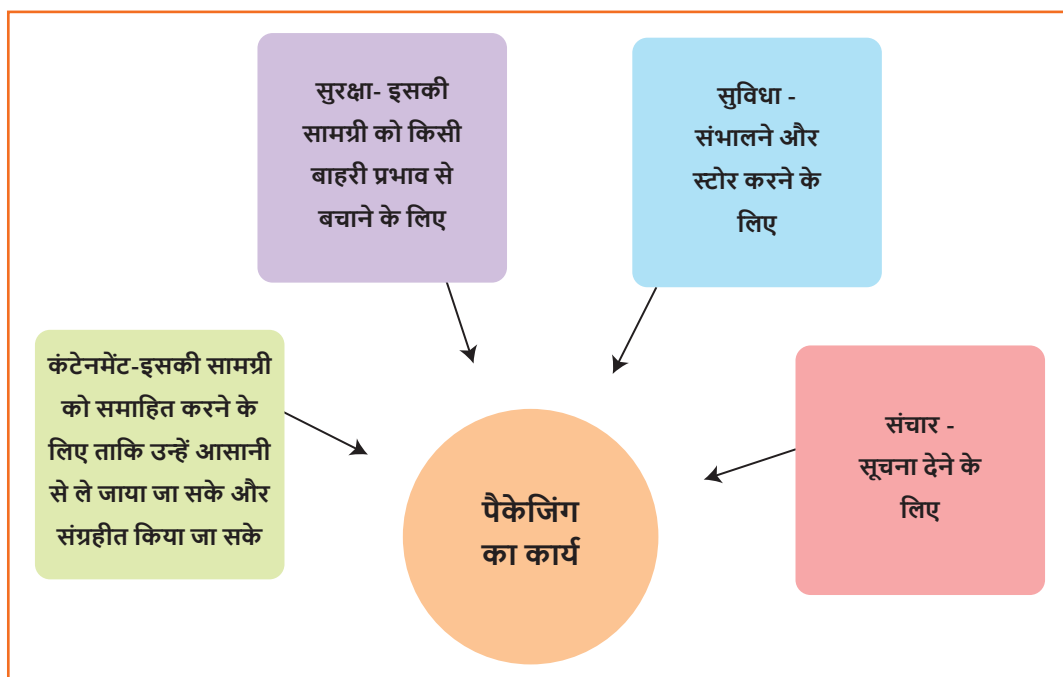 सुरक्षा- इसकी
सामग्री को किसी
बाहरी प्रभाव से
बचाने के लिए
सुविधा -
संभालने और
स्टोर करने के
लिए
कंटेनमेंट-इसकी सामग्री
को समाहित करने के
लिए ताकि उन्हें आसानी
से ले जाया जा सके और
संग्रहीत किया जा सके
संचार -
सूचना देने के
लिए
पैकेजिंग
का कार्य